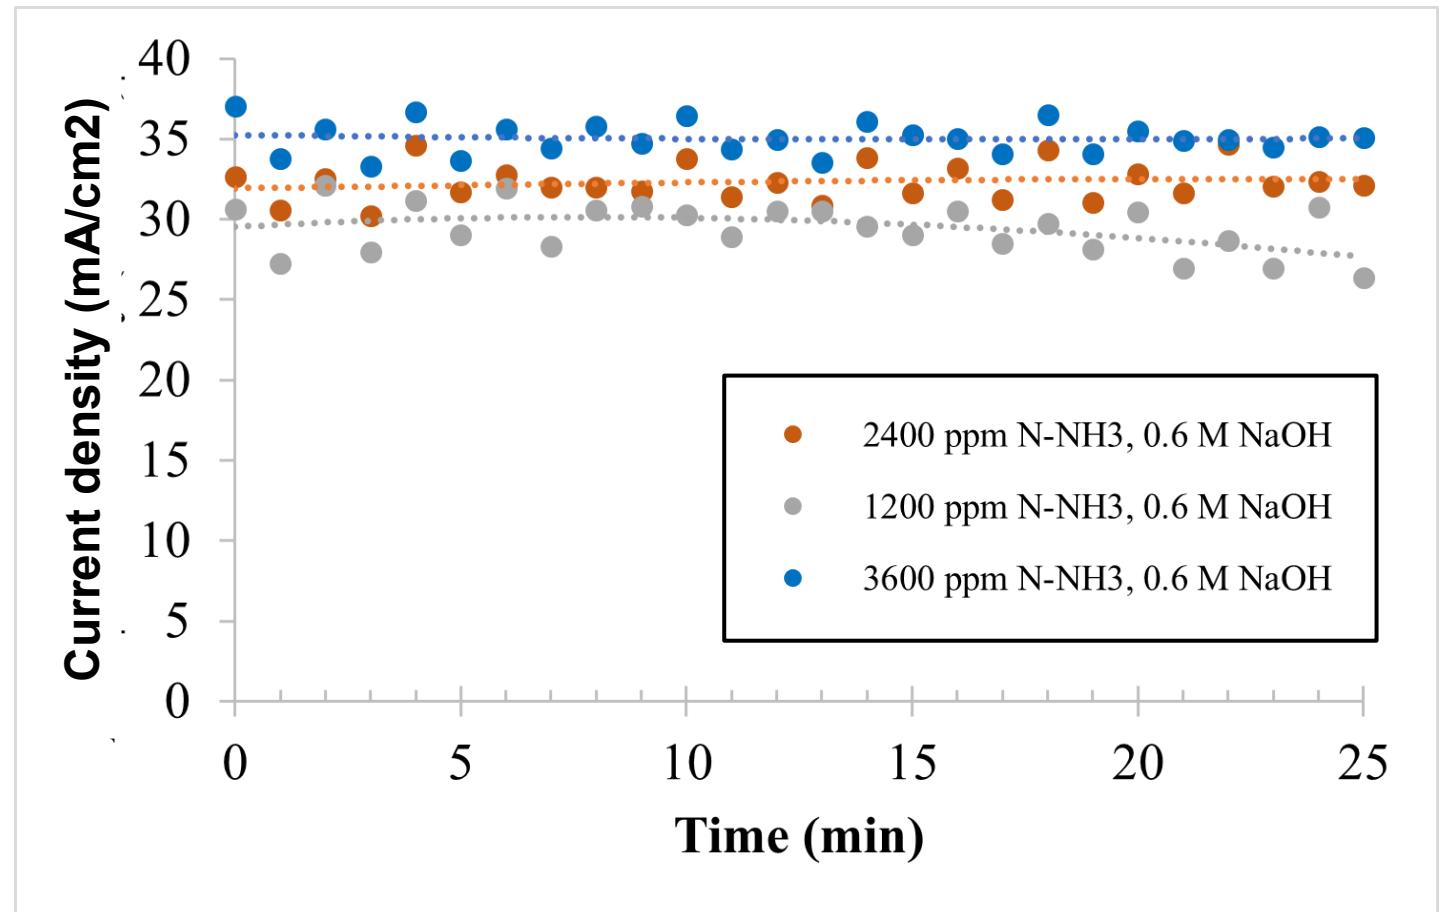 Current density (mA/cm2)
40
35
30
25
20
15
10
5
0
2400 ppm N-NH3, 0.6 M NaOH
1200 ppm N-NH3, 0.6 M NaOH
3600 ppm N-NH3, 0.6 M NaOH
0 5 10 15 20 25
Time (min)